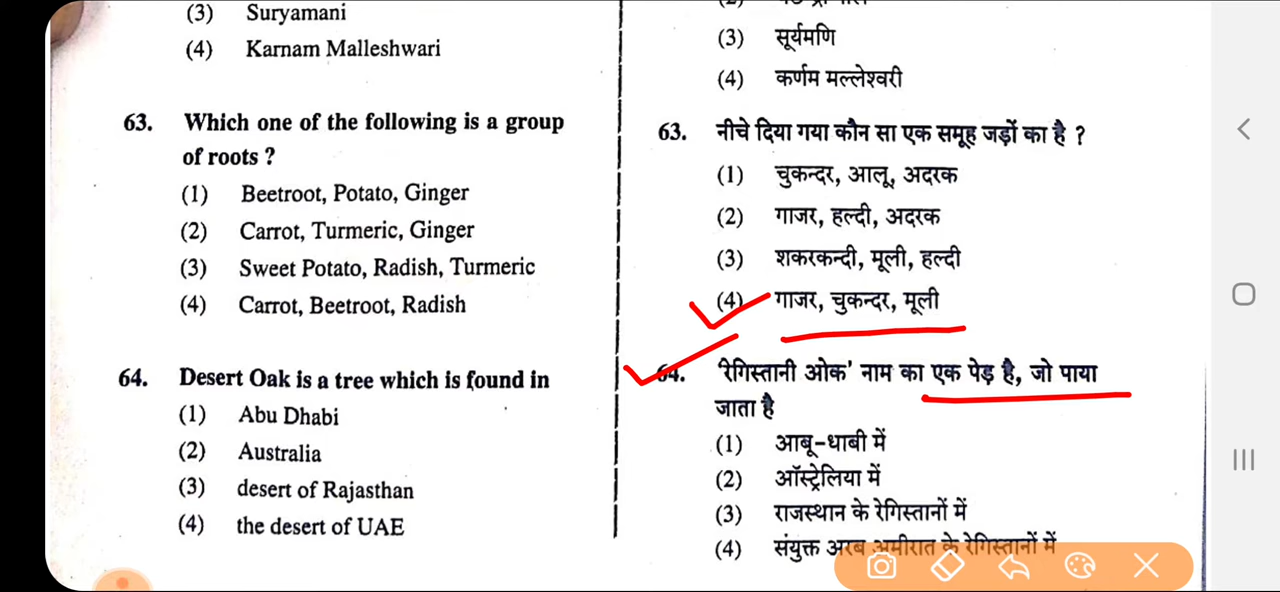 (3) Suryamani
(4) Karnam Malleshwari
63. Which one of the following is a group
of roots ?
(1) Beetroot, Potato, Ginger
(2) Carrot, Turmeric, Ginger
(3) Sweet Potato, Radish, Turmeric
(4) Carrot, Beetroot, Radish
64. Desert Oak is a tree which is found in
(1) Abu Dhabi
(2) Australia
(3) desert of Rajasthan
(4) the desert of UAE
(3) सूर्यमणि
(4) कर्णम मल्लेश्वरी
63. नीचे दिया गया कौन सा एक समूह जड़ों का है ?
(1) चुकन्दर, आलू, अदरक
(2) गाजर, हल्दी, अदरक
(3) शकरकन्दी, मूली, हल्दी
(4) गाजर, चुकन्दर, मूली
64. 'रेगिस्तानी ओक' नाम का एक पेड़ है, जो पाया
जाता है
(1) आबू-धाबी में
(2) ऑस्ट्रेलिया में
(3) राजस्थान के रेगिस्तानों में
(4) संयुक्त अरब अमीरात के रेगिस्तानों में